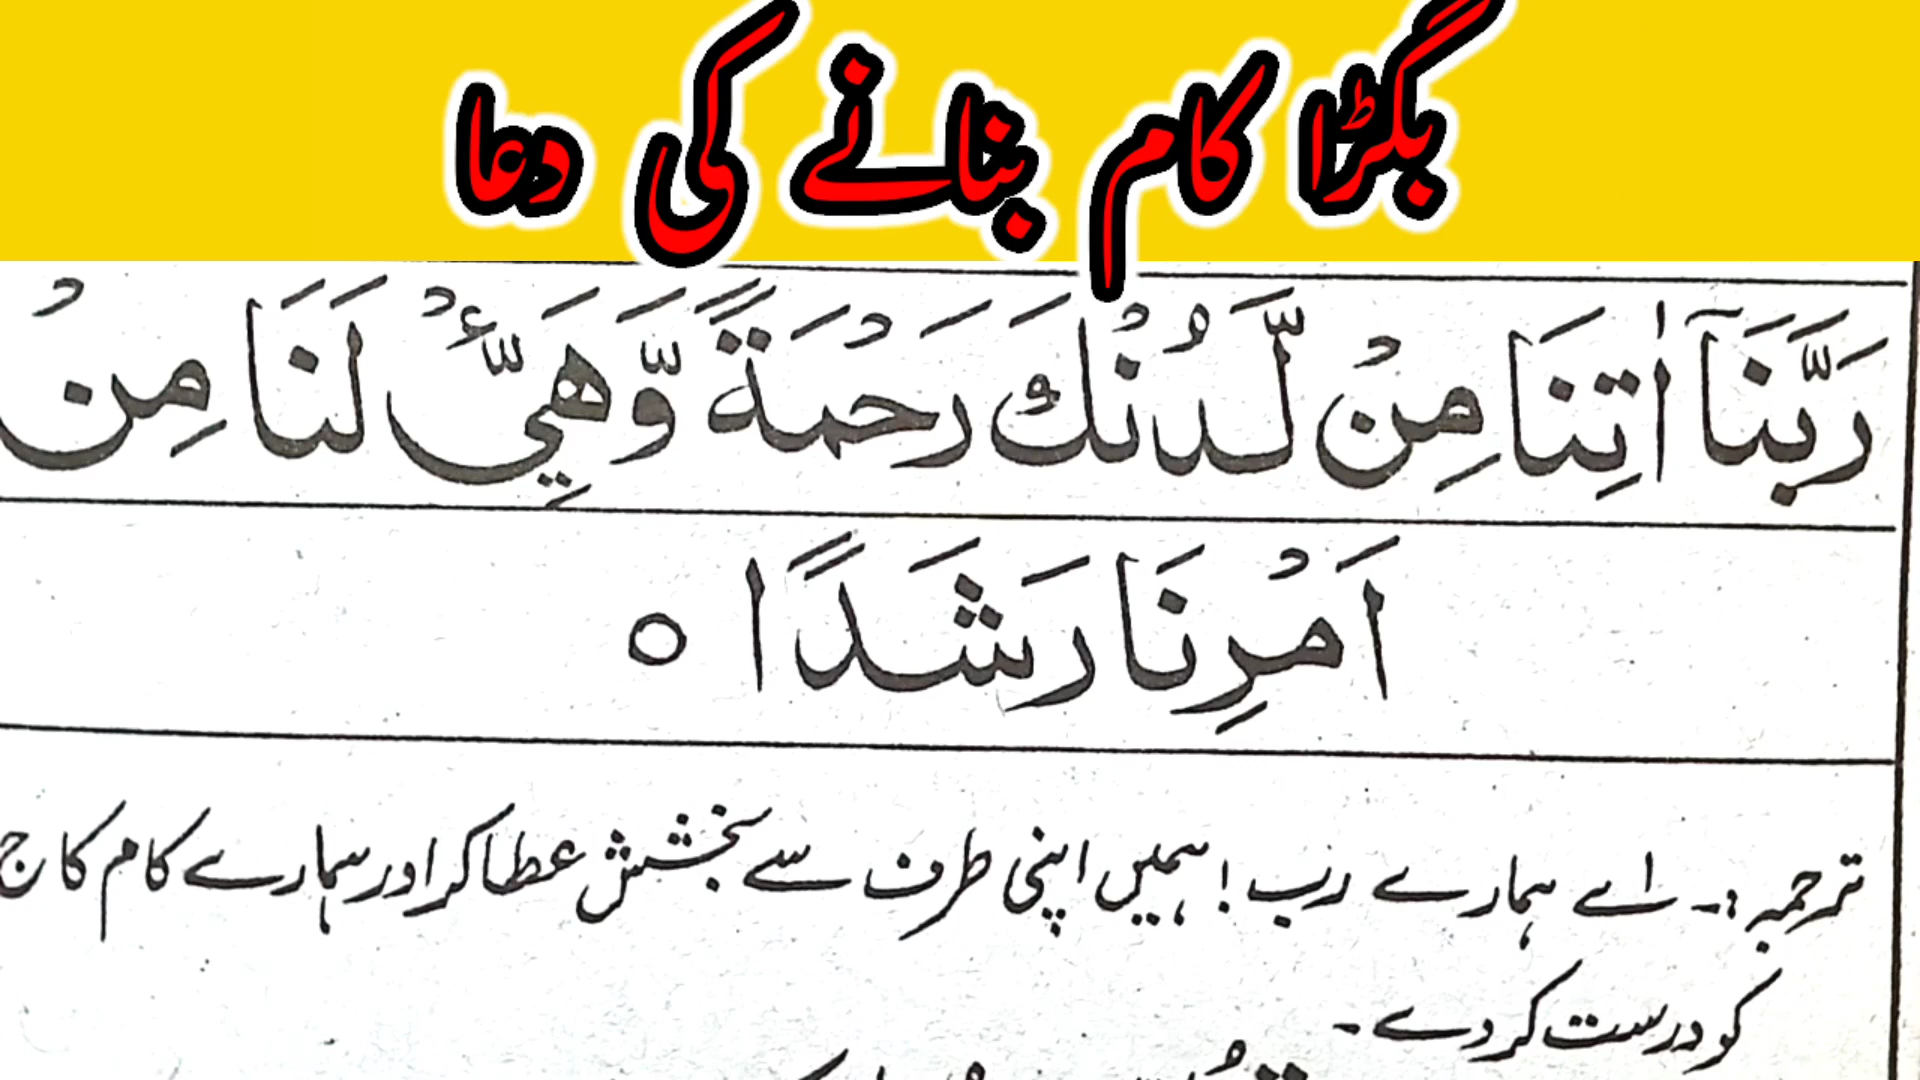 بگڑا کام بنانے کی دعا
رَبَّنَآ اٰتِنَا مِنْ لَّدُنْكَ رَحْمَةً وَّهَيِّئْ لَنَا مِنْ
اَمْرِنَا رَشَدًا ٥
ترجمہ :۔ اے ہمارے رب ! ہمیں اپنی طرف سے بخشش عطا کر اور ہمارے کام کاج
کو درست کر دے ۔